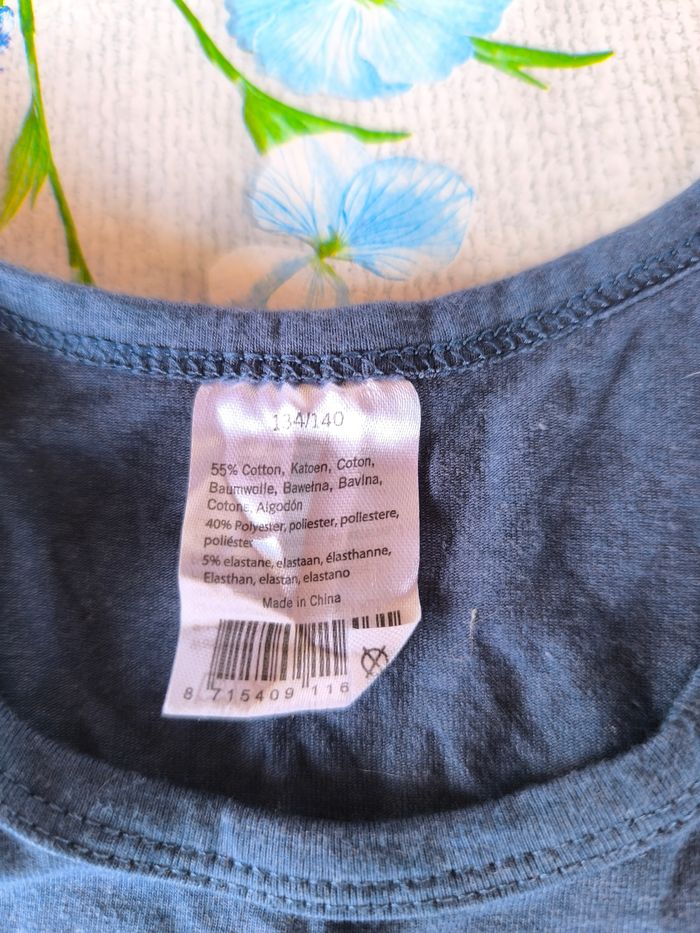 134/140
55% Cotton, Katoen, Coton,
Baumwolle, Bawełna, Bavlna,
Cotone, Algodón
40% Polyester, poliester, poliestere,
poliéster
5% elastane, elastaan, élasthanne,
Elasthan, elastan, elastano
Made in China
8 715409 116